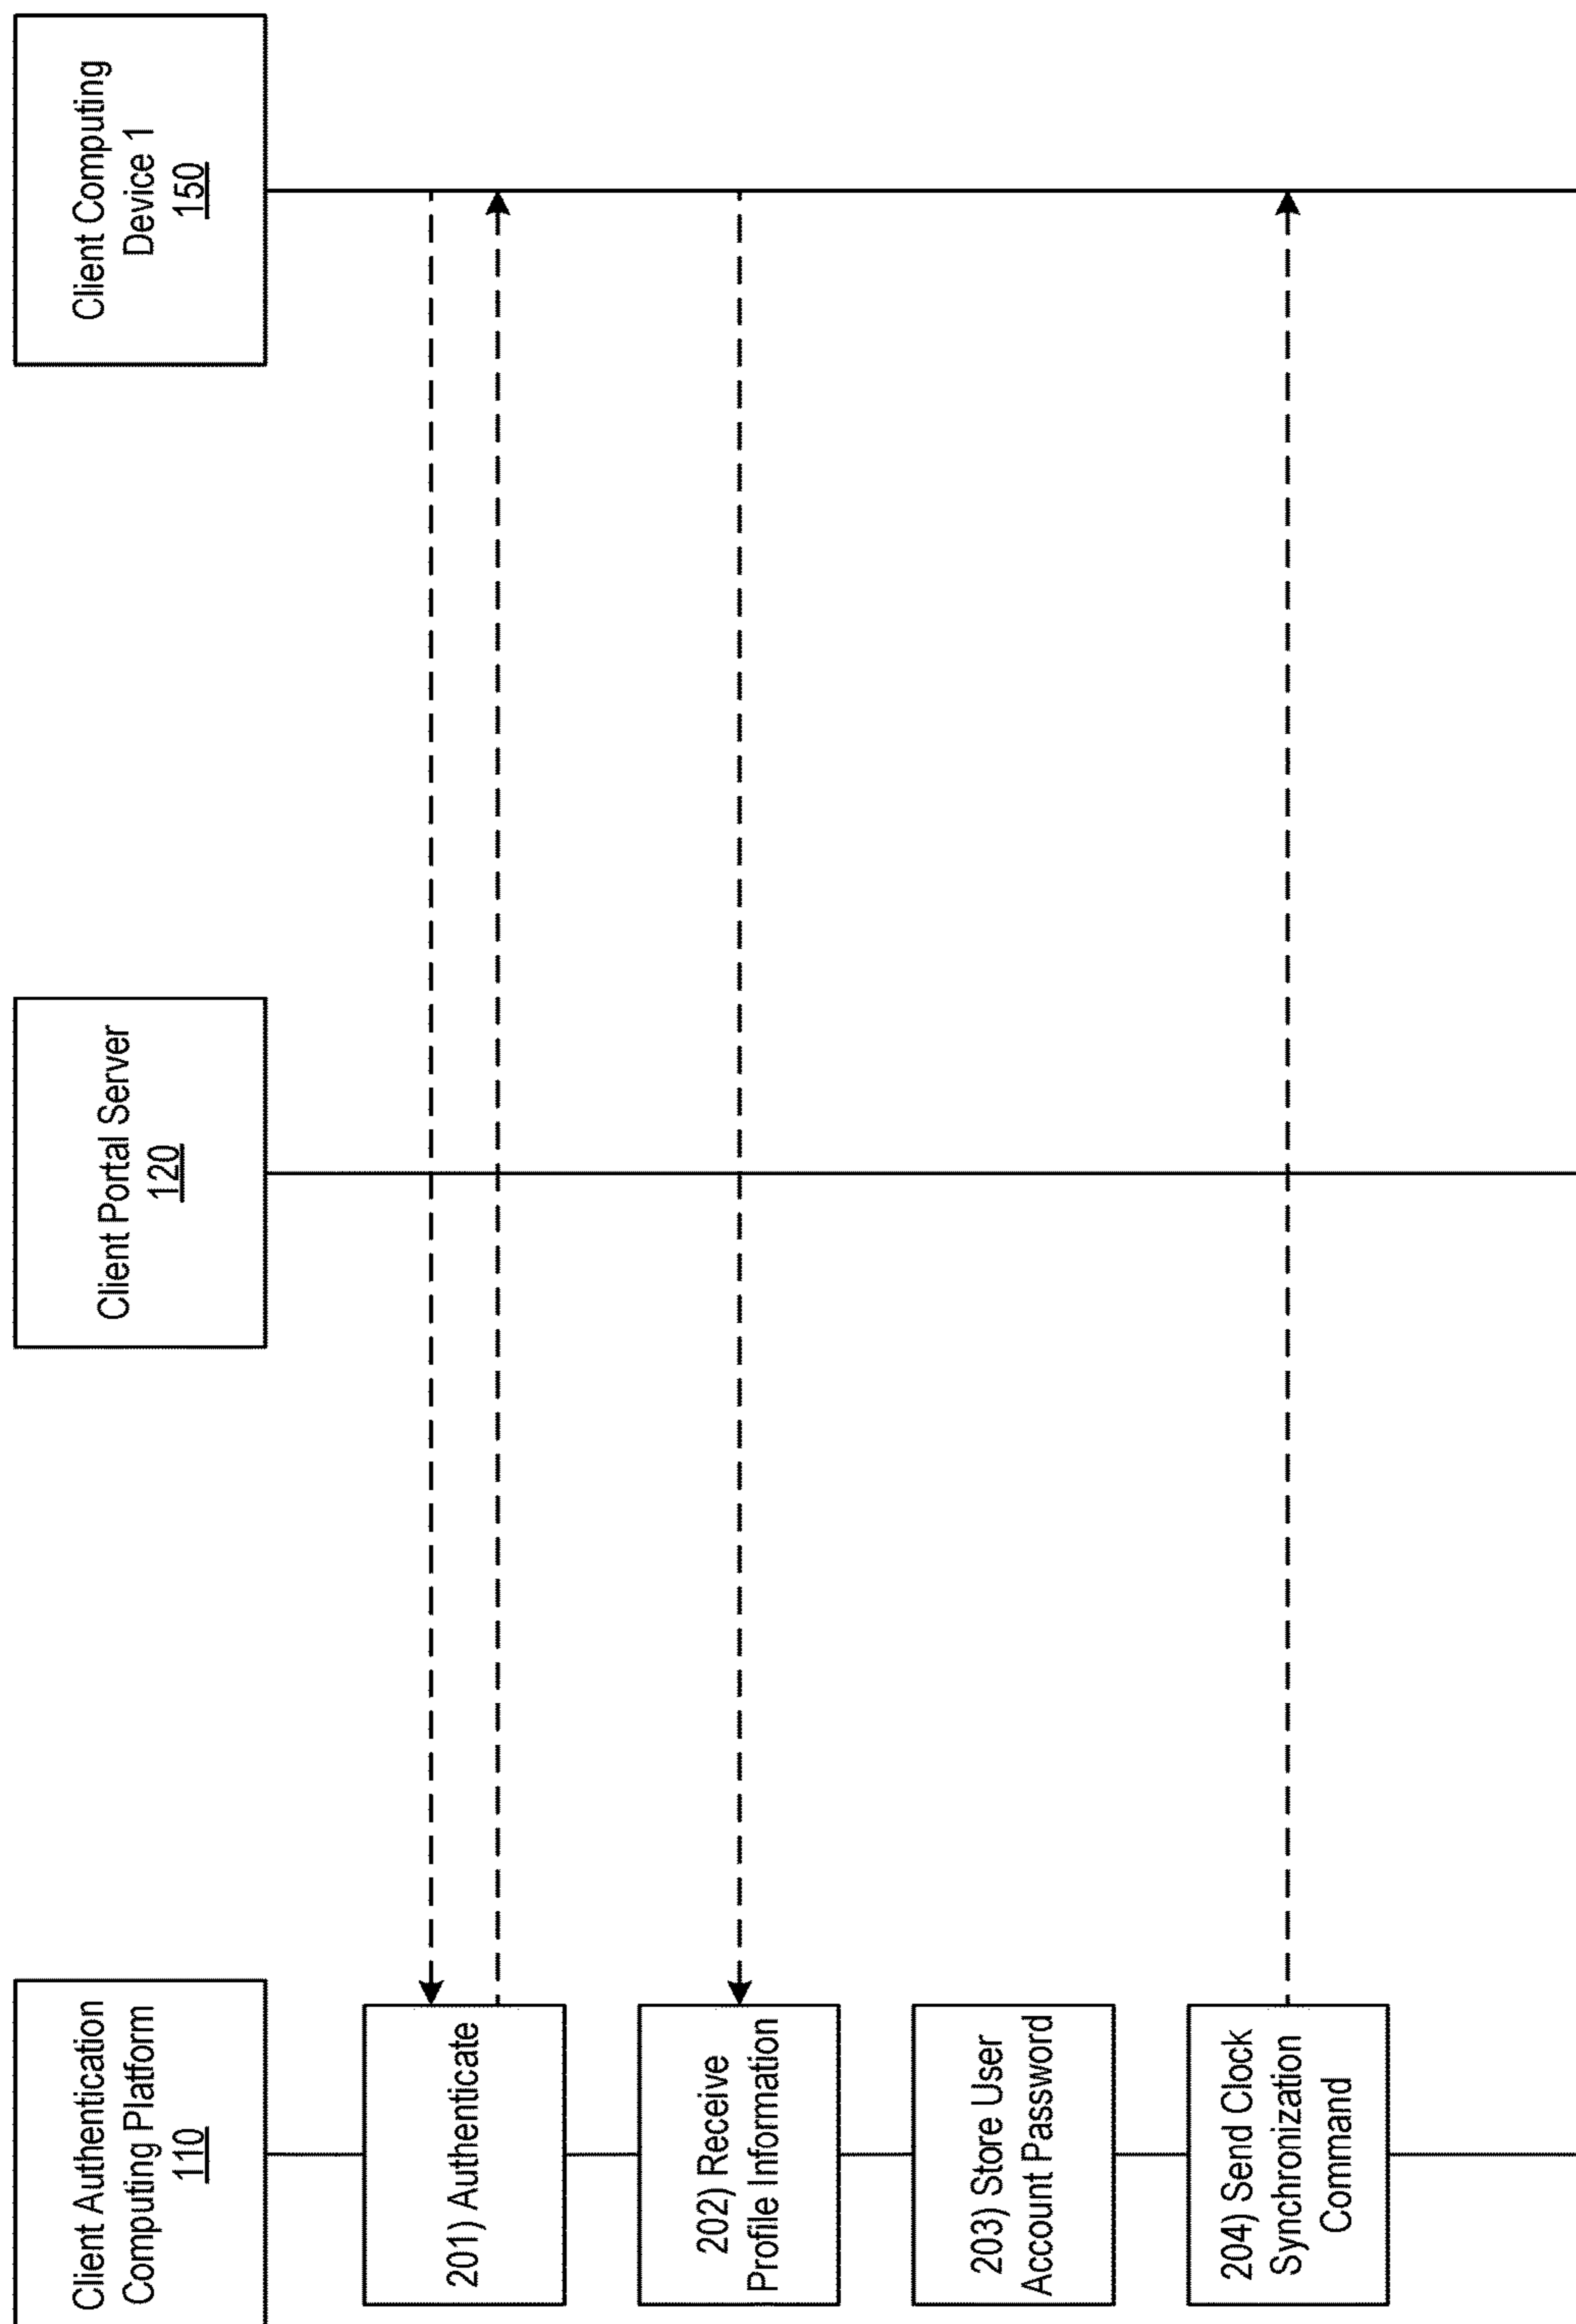 Client Authentication
Computing Platform
110
Client Portal Server
120
Client Computing
Device 1
150
201) Authenticate
202) Receive
Profile Information
203) Store User
Account Password
204) Send Clock
Synchronization
Command